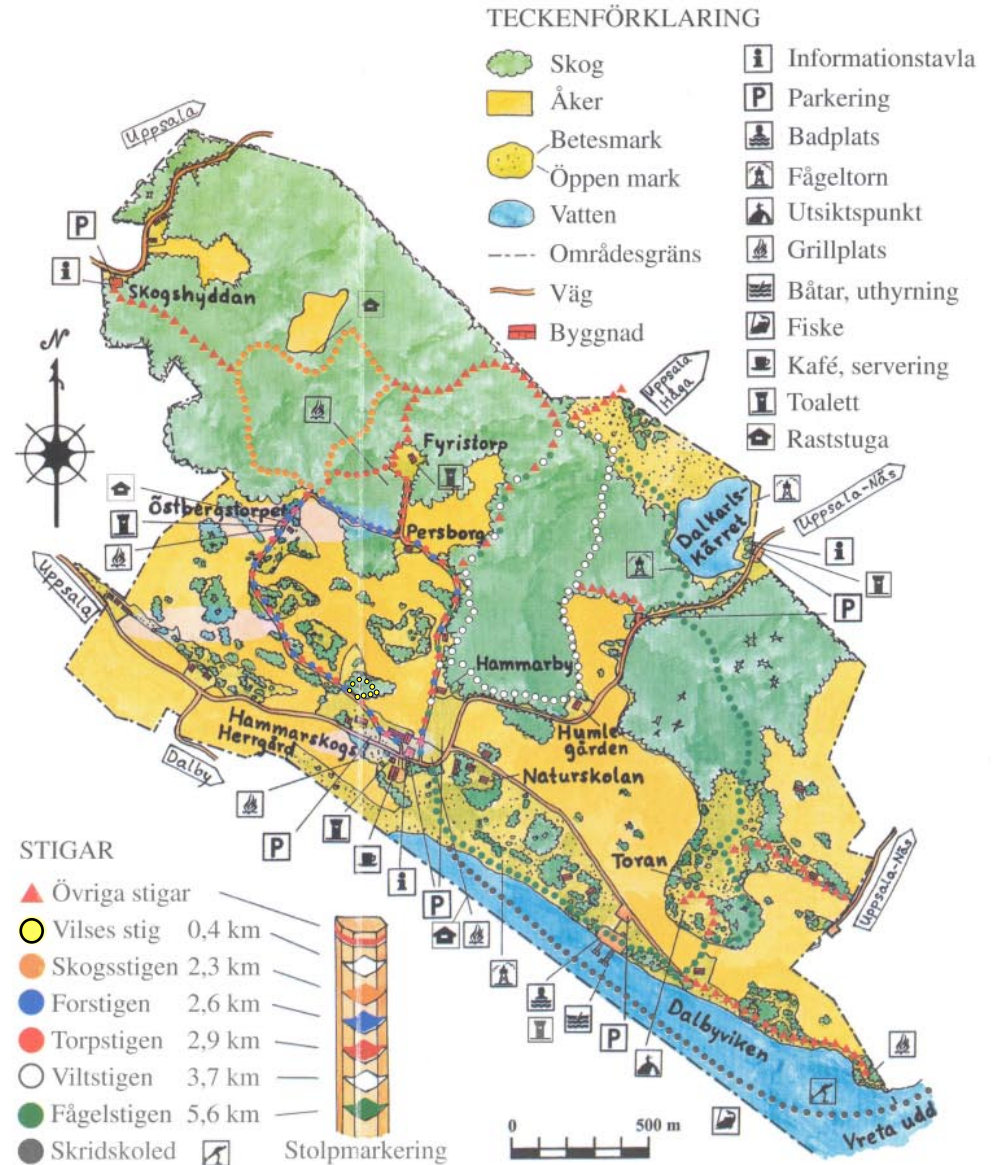 TECKENFÖRKLARING
Skog
Åker
Betesmark
Öppen mark
Vatten
Områdesgräns
Väg
Byggnad
i Informationstavla
P Parkering
Badplats
Fågeltorn
Utsiktspunkt
Grillplats
Båtar, uthyrning
Fiske
Kafé, servering
Toalett
Raststuga
Uppsala
P
i
Skogshyddan
N
Uppsala
Håga
Fyristorp
Östbergstorpet
Persborg
Dalkarls-
kärret
Uppsala-Näs
i
P
Uppsala
Hammarby
Hammarskogs
Herrgård
Humle-
gården
Dalby
Naturskolan
P
i
P
Toran
Uppsala-Näs
P
Dalbyviken
Vreta udd
0 500 m
STIGAR
Övriga stigar
Vilses stig 0,4 km
Skogsstigen 2,3 km
Forstigen 2,6 km
Torpstigen 2,9 km
Viltstigen 3,7 km
Fågelstigen 5,6 km
Skridskoled
Stolpmarkering